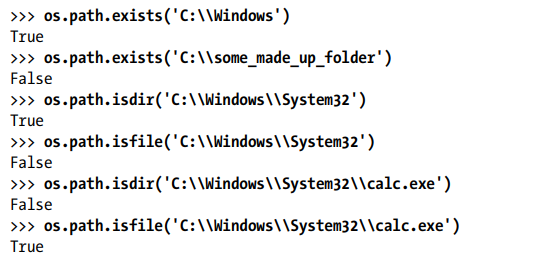 >>> os.path.exists('C:\\Windows')
True
>>> os.path.exists('C:\\some_made_up_folder')
False
>>> os.path.isdir('C:\\Windows\\System32')
True
>>> os.path.isfile('C:\\Windows\\System32')
False
>>> os.path.isdir('C:\\Windows\\System32\\calc.exe')
False
>>> os.path.isfile('C:\\Windows\\System32\\calc.exe')
True